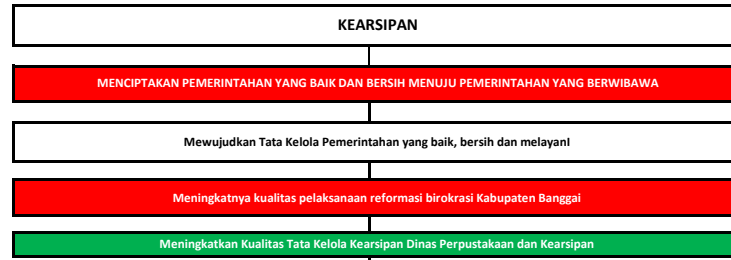 KEARSIPAN
MENCIPTAKAN PEMERINTAHAN YANG BAIK DAN BERSIH MENUJU PEMERINTAHAN YANG BERWIBAWA
Mewujudkan Tata Kelola Pemerintahan yang baik, bersih dan melayanI
Meningkatnya kualitas pelaksanaan reformasi birokrasi Kabupaten Banggai
Meningkatkan Kualitas Tata Kelola Kearsipan Dinas Perpustakaan dan Kearsipan